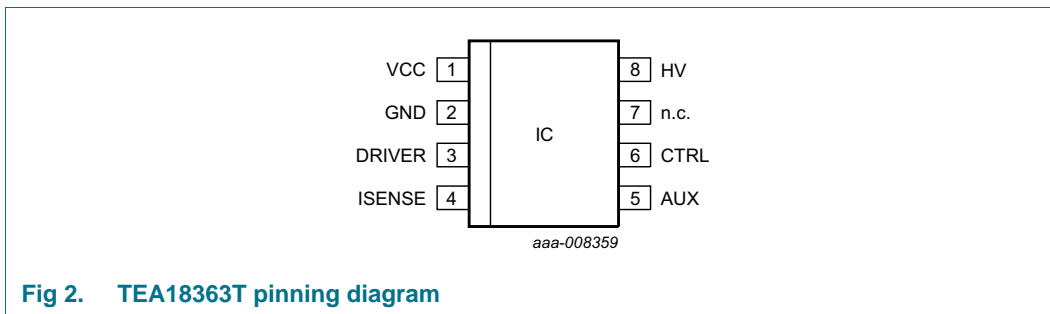 VCC 1 8 HV
GND 2 7 n.c.
IC
DRIVER 3 6 CTRL
ISENSE 4 5 AUX
aaa-008359
Fig 2. TEA18363T pinning diagram